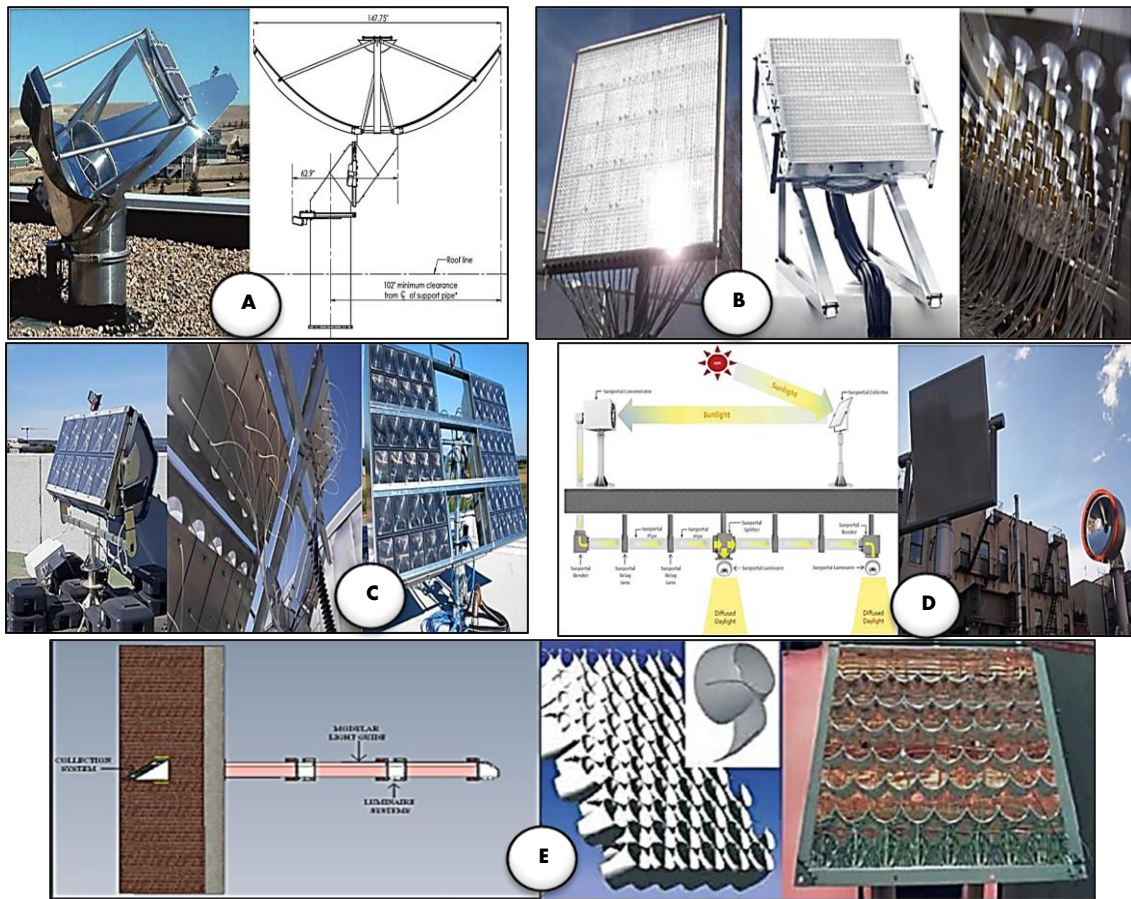 147.75"
62.9"
Roof line
102" minimum clearance
from ℄ of support pipe*
A
B
C
Sunportal Concentrator
SUN
Sunlight
Sunportal Collector
Sunlight
Sunportal
Pipe
Sunportal
Pipe
Sunportal
Splitter
Sunportal
Bender
Sunportal
Bender
Sunportal
Relay
Lens
Sunportal
Relay
Lens
Sunportal Luminaire
Sunportal Luminaire
Diffused
Daylight
Diffused
Daylight
D
COLLECTION
SYSTEM
MODULAR
LIGHT GUIDE
LUMINAIRE
SYSTEMS
E